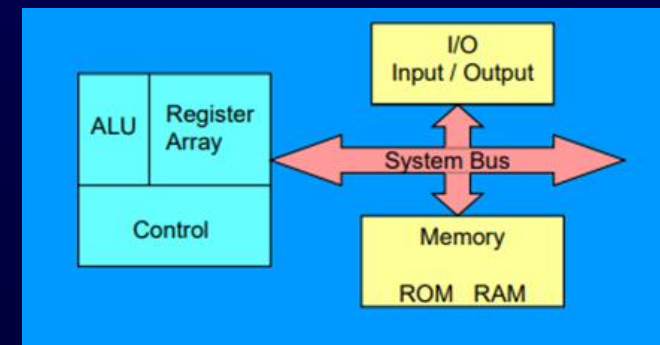 I/O
Input / Output
ALU
Register
Array
System Bus
Control
Memory
ROM RAM